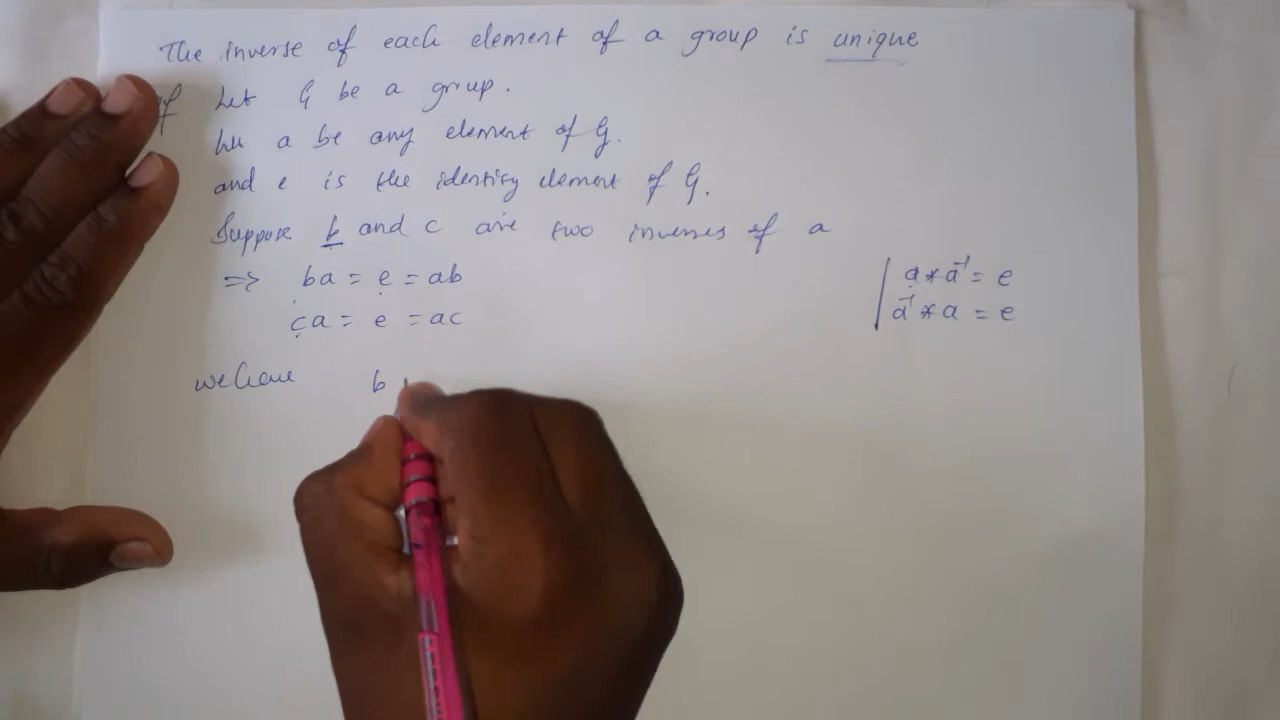 The inverse of each element of a group is unique
Let G be a group.
Let a be any element of G.
and e is the identity element of G.
Suppose b and c are two inverses of a
=> ba = e = ab
ca = e = ac
a * a⁻¹ = e
a⁻¹ * a = e
we have b